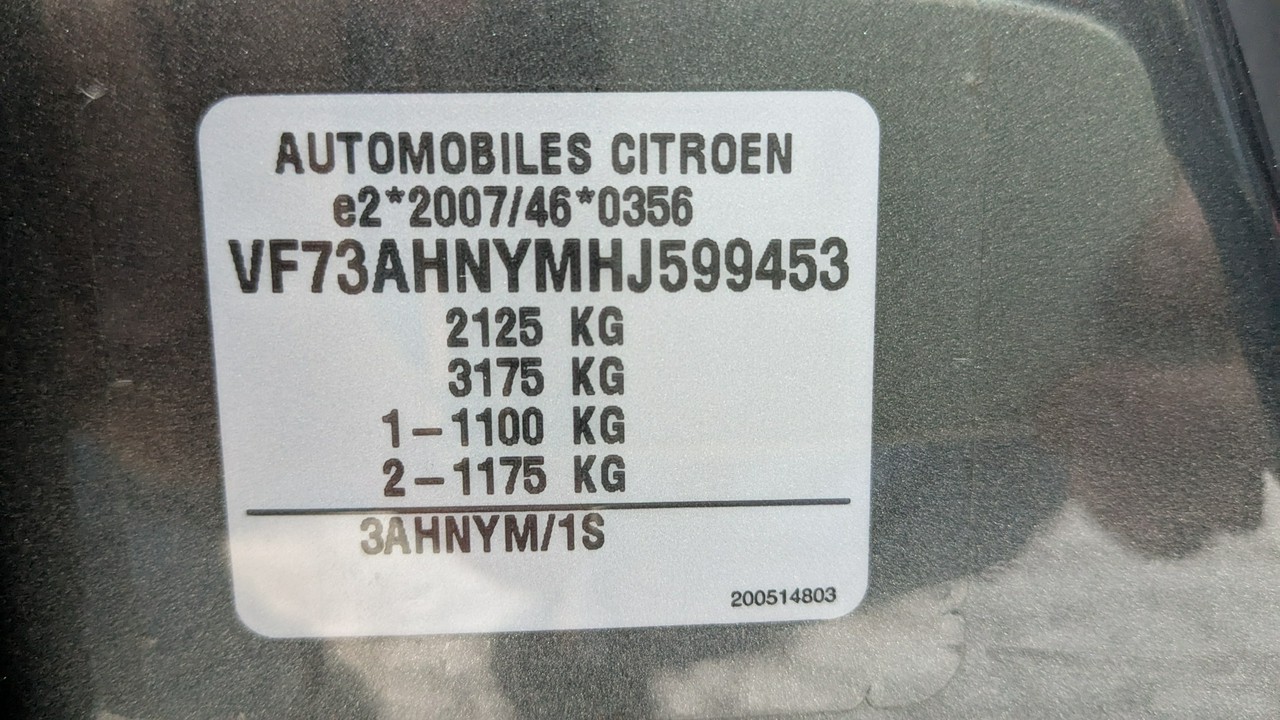 AUTOMOBILES CITROEN
e2*2007/46*0356
VF73AHNYMHJ599453
2125 KG
3175 KG
1-1100 KG
2-1175 KG
3AHNYM/1S
200514803